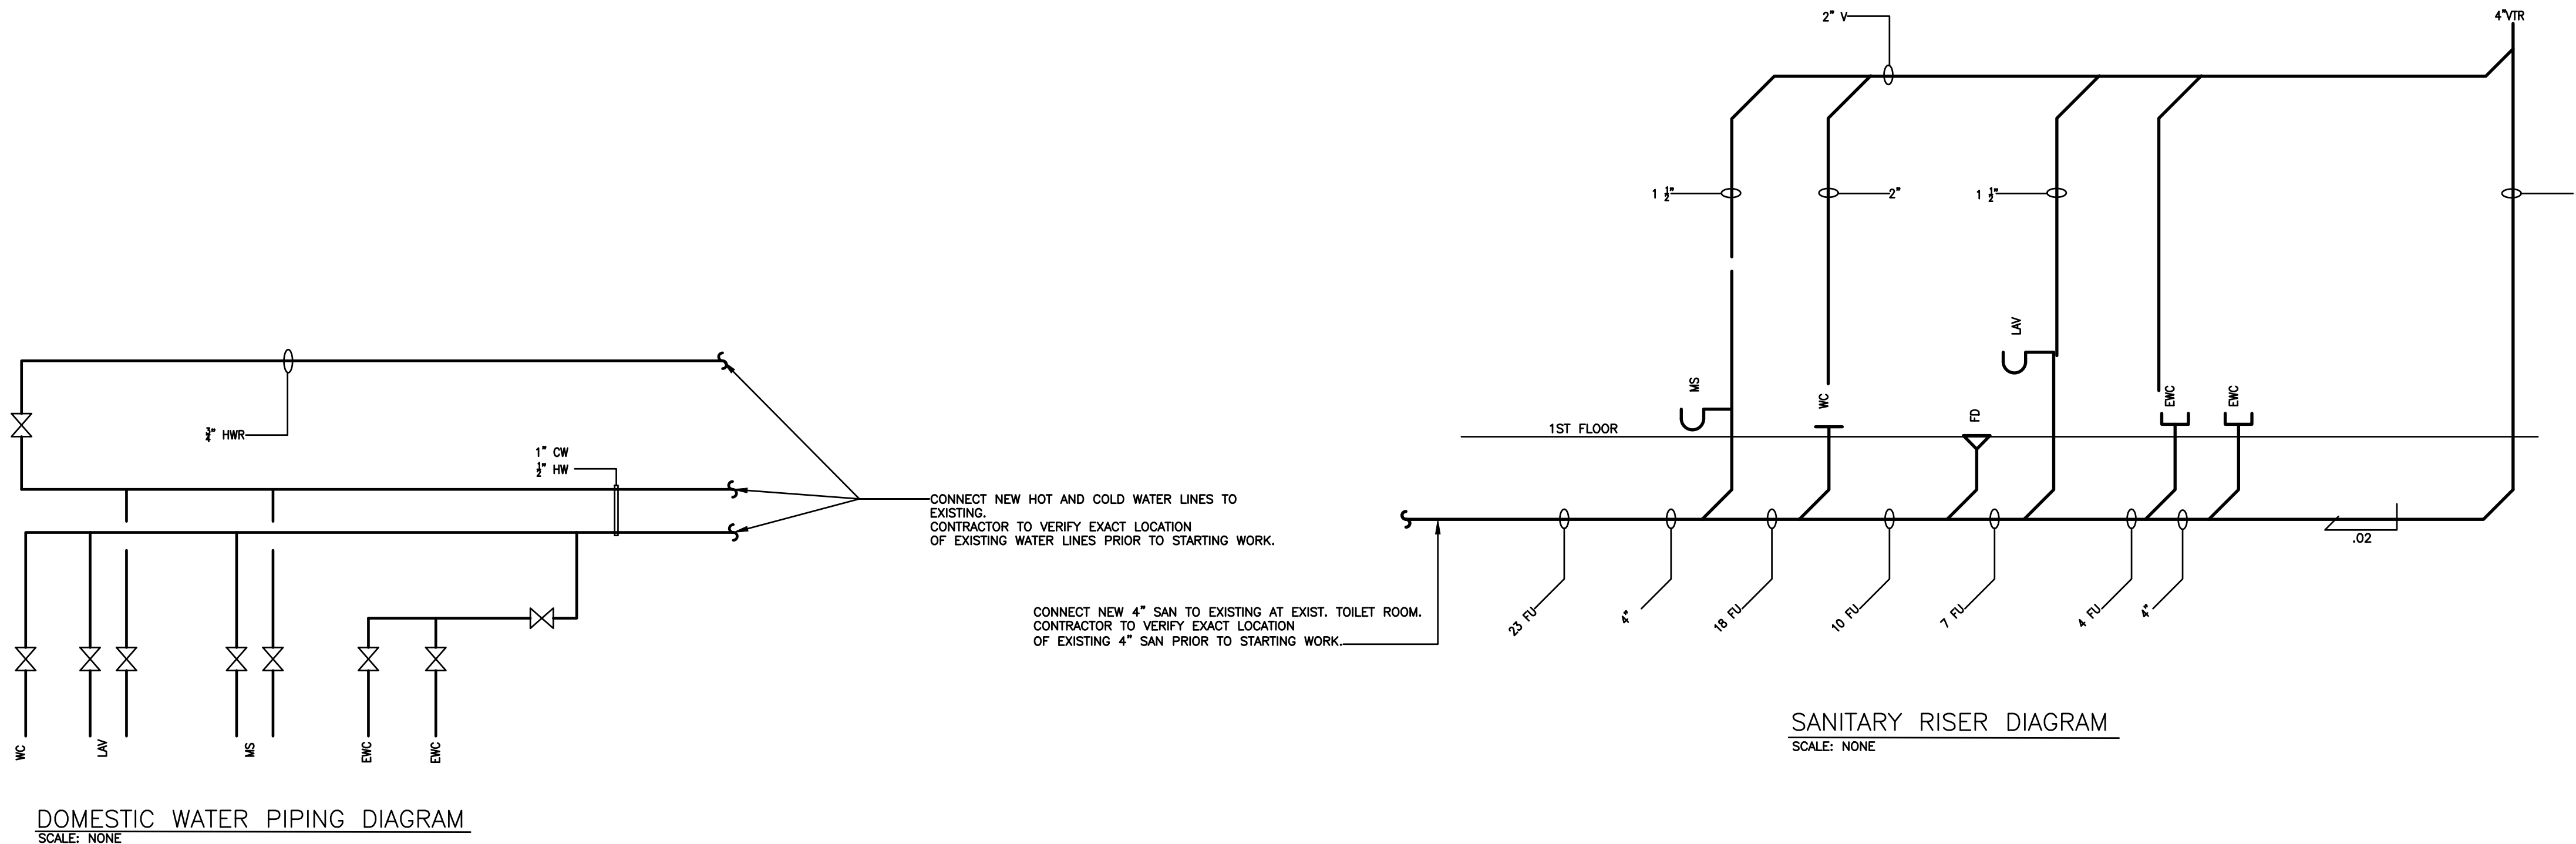 ¾" HWR
1" CW
½" HW
CONNECT NEW HOT AND COLD WATER LINES TO
EXISTING.
CONTRACTOR TO VERIFY EXACT LOCATION
OF EXISTING WATER LINES PRIOR TO STARTING WORK.
WC
LAV
MS
EWC
EWC
DOMESTIC WATER PIPING DIAGRAM
SCALE: NONE
2" V
4"VTR
1 ½"
2"
1 ½"
LAV
MS
WC
FD
EWC
EWC
1ST FLOOR
.02
23 FU
4"
18 FU
10 FU
7 FU
4 FU
4"
CONNECT NEW 4" SAN TO EXISTING AT EXIST. TOILET ROOM.
CONTRACTOR TO VERIFY EXACT LOCATION
OF EXISTING 4" SAN PRIOR TO STARTING WORK.
SANITARY RISER DIAGRAM
SCALE: NONE